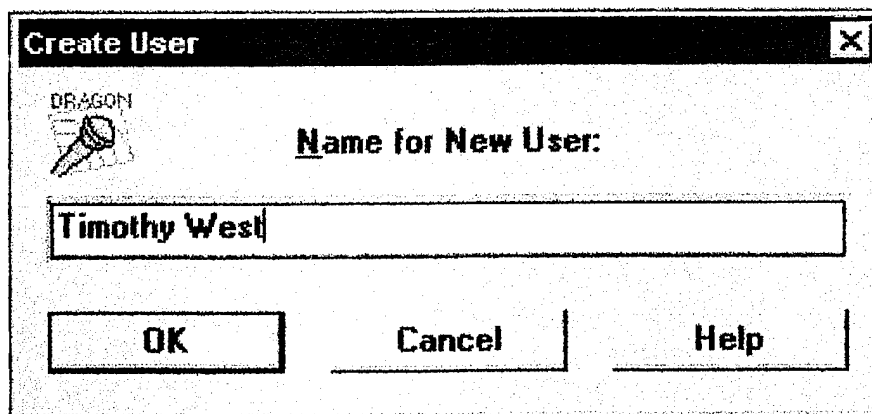 Create User
DRAGON
Name for New User:
Timothy West
OK Cancel Help